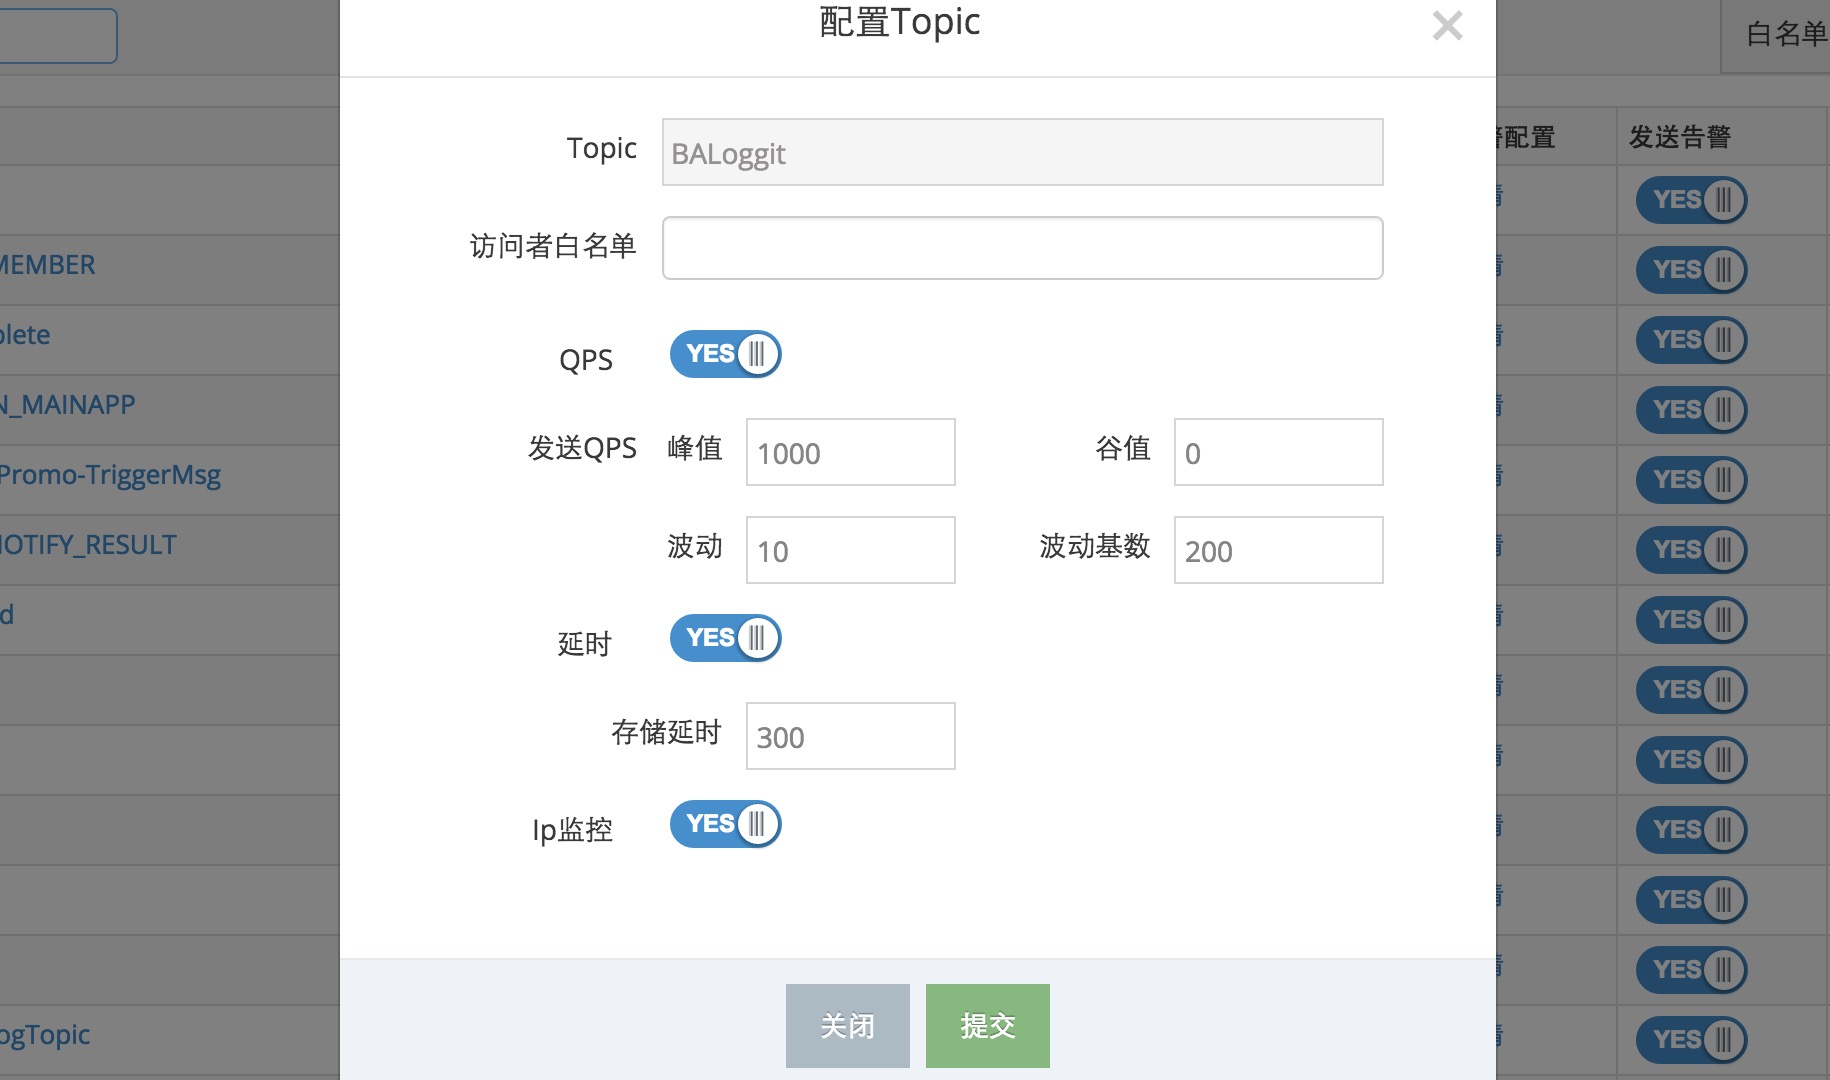 配置Topic
白名单
Topic
BALoggit
访问者白名单
QPS
YES
发送QPS
峰值
1000
谷值
0
波动
10
波动基数
200
延时
YES
存储延时
300
Ip监控
YES
关闭
提交
MEMBER
plete
N_MAINAPP
Promo-TriggerMsg
NOTIFY_RESULT
d
ogTopic
警配置
发送告警
YES
YES
YES
YES
YES
YES
YES
YES
YES
YES
YES
YES
YES